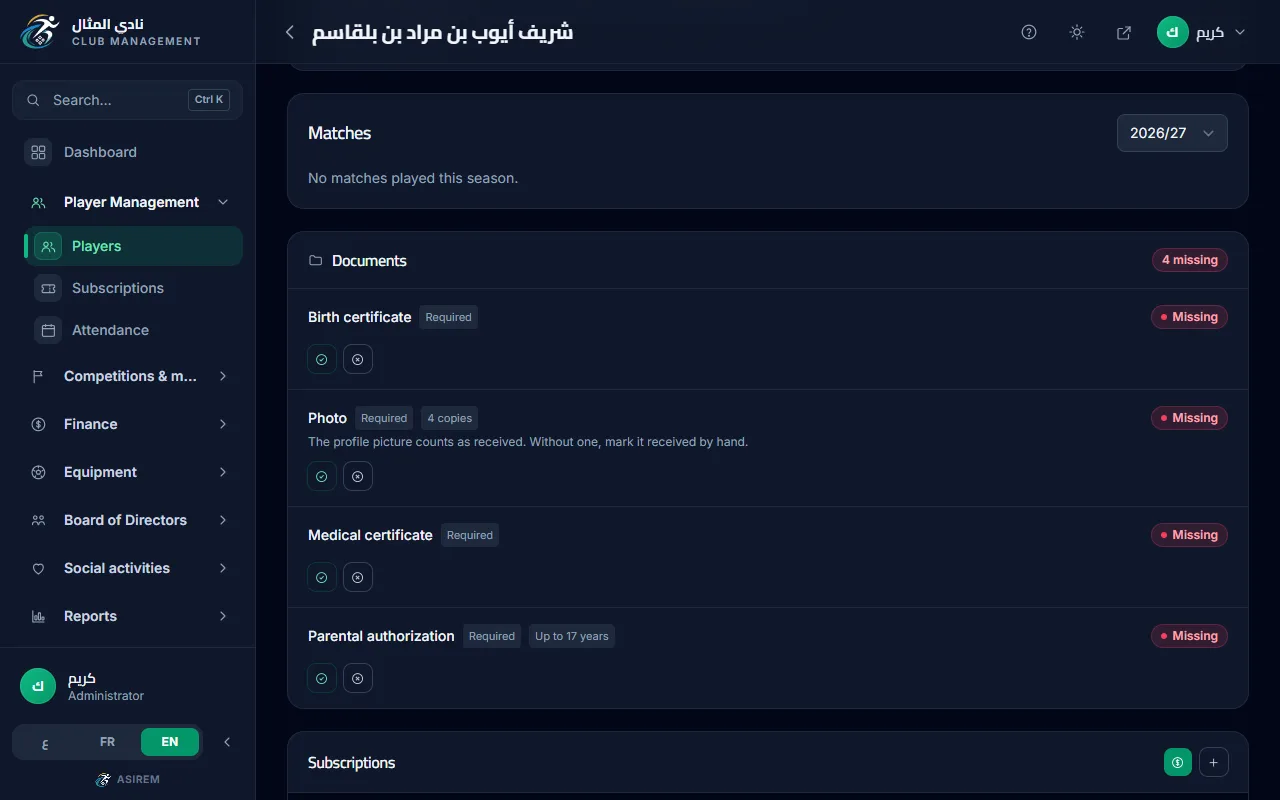 نادي المثال
CLUB MANAGEMENT
شريف أيوب بن مراد بن بلقاسم
ك
كريم
Search...
Ctrl K
Dashboard
Player Management
Players
Subscriptions
Attendance
Competitions & m...
Finance
Equipment
Board of Directors
Social activities
Reports
ك
كريم
Administrator
ع
FR
EN
ASIREM
Matches
2026/27
No matches played this season.
Documents
4 missing
Birth certificate Required
Missing
Photo Required 4 copies
Missing
The profile picture counts as received. Without one, mark it received by hand.
Medical certificate Required
Missing
Parental authorization Required Up to 17 years
Missing
Subscriptions